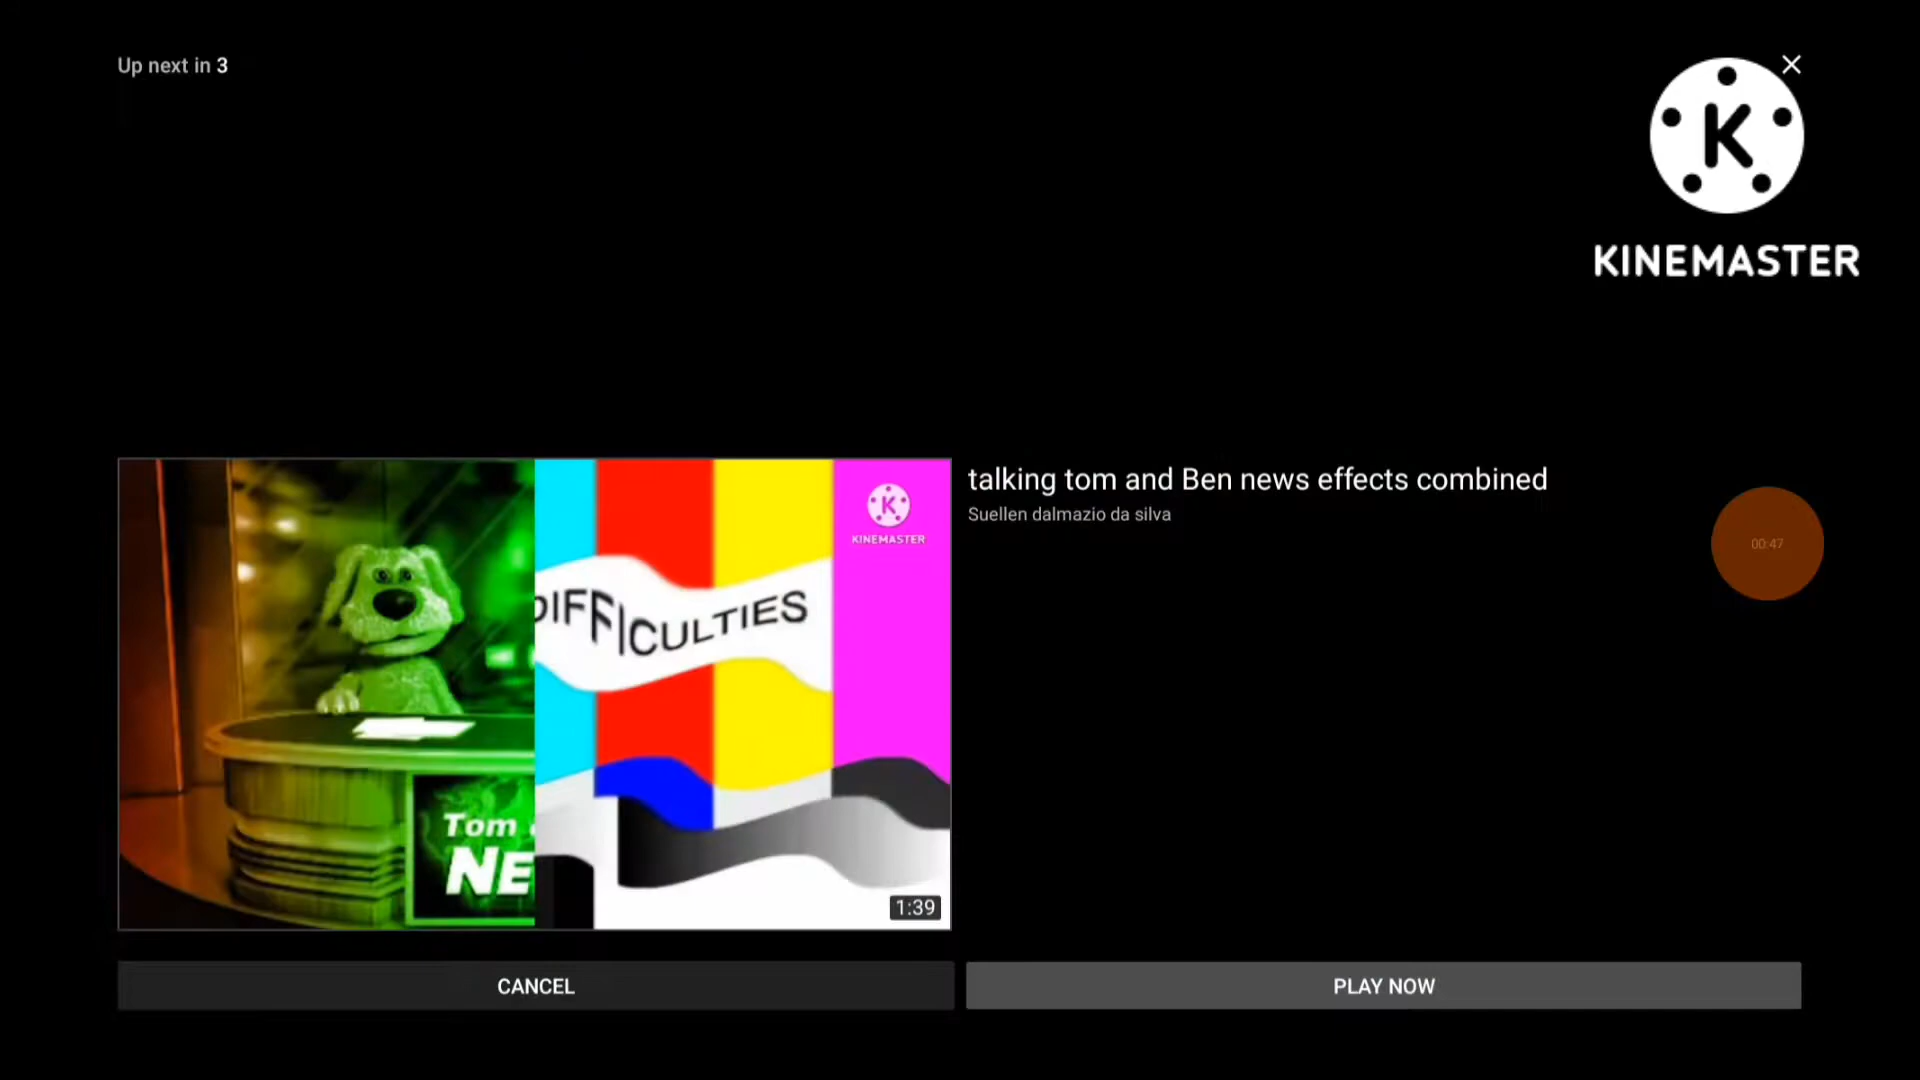 Up next in 3
K
KINEMASTER
talking tom and Ben news effects combined
Suellen dalmazio da silva
00:47
K
KINEMASTER
DIFFICULTIES
Tom
NE
1:39
CANCEL
PLAY NOW